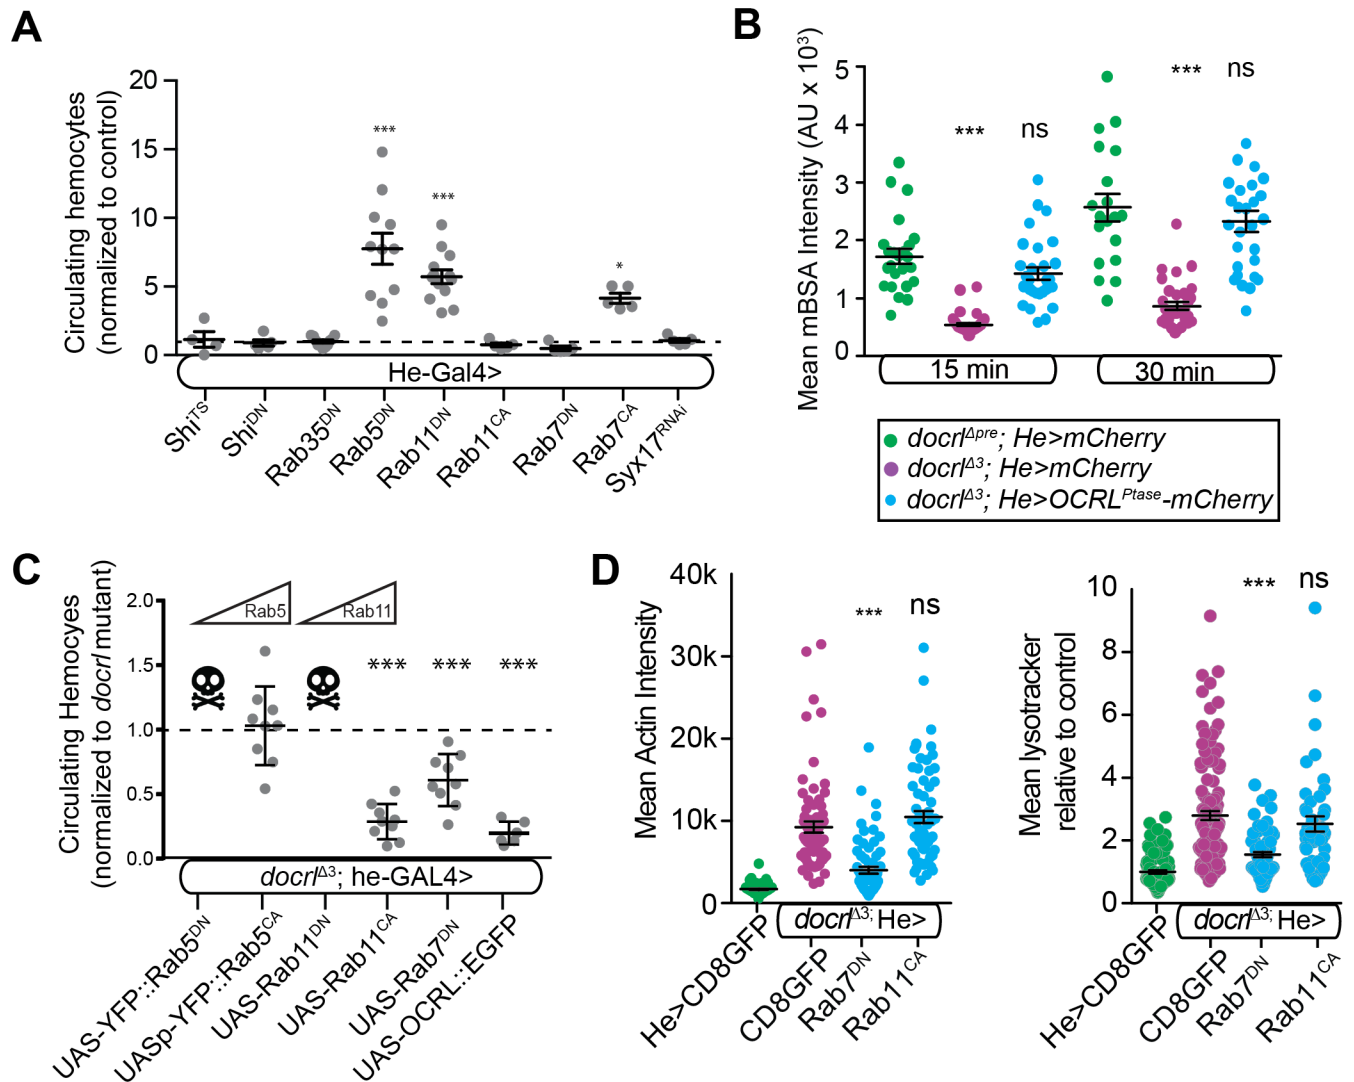 A
Circulating hemocytes
(normalized to control)
20
15
10
5
0
***
***
*
He-Gal4>
Shi^TS
Shi^DN
Rab35^DN
Rab5^DN
Rab11^DN
Rab11^CA
Rab7^DN
Rab7^CA
Syx17^RNAi
B
Mean mBSA Intensity (AU x 10³)
5
4
3
2
1
0
***
ns
***
ns
15 min
30 min
docrl^Δpre; He>mCherry
docrl^Δ3; He>mCherry
docrl^Δ3; He>OCRL^Ptase-mCherry
C
Circulating Hemocyes
(normalized to docrl mutant)
2.0
1.5
1.0
0.5
0.0
Rab5
Rab11
***
***
***
docrl^Δ3; he-GAL4>
UAS-YFP::Rab5^DN
UASp-YFP::Rab5^CA
UAS-Rab11^DN
UAS-Rab11^CA
UAS-Rab7^DN
UAS-OCRL::EGFP
D
Mean Actin Intensity
40k
30k
20k
10k
0
***
ns
docrl^Δ3; He>
He>CD8GFP
CD8GFP
Rab7^DN
Rab11^CA
Mean lysotracker
relative to control
10
8
6
4
2
0
***
ns
docrl^Δ3; He>
He>CD8GFP
CD8GFP
Rab7^DN
Rab11^CA